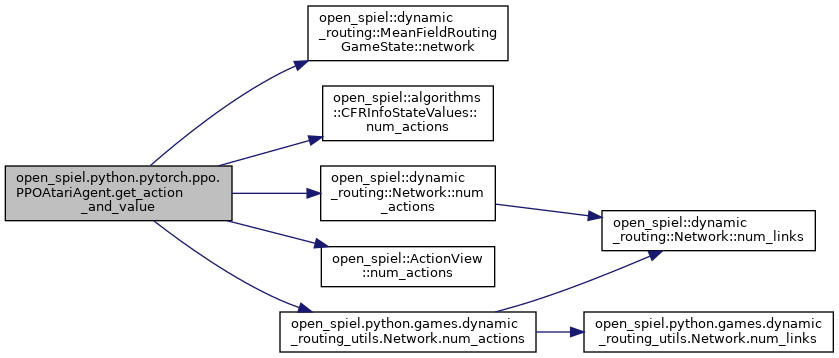 open_spiel::dynamic
_routing::MeanFieldRouting
GameState::network
open_spiel::algorithms
::CFRInfoStateValues::
num_actions
open_spiel.python.pytorch.ppo.
PPOAtariAgent.get_action
_and_value
open_spiel::dynamic
_routing::Network::num
_actions
open_spiel::dynamic
_routing::Network::num_links
open_spiel::ActionView
::num_actions
open_spiel.python.games.dynamic
_routing_utils.Network.num_actions
open_spiel.python.games.dynamic
_routing_utils.Network.num_links